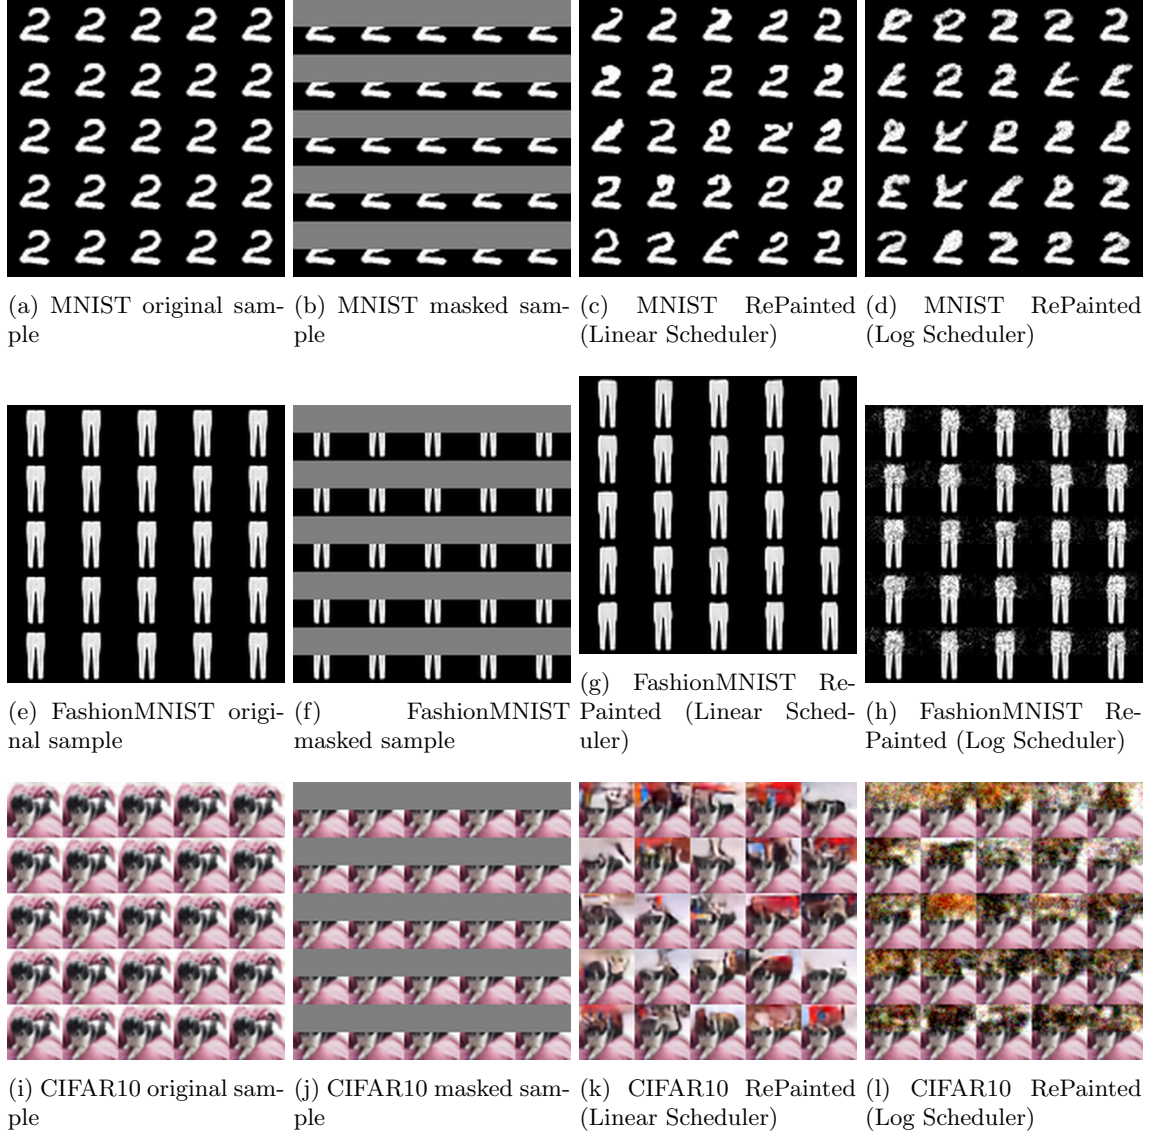 (a) MNIST original sam-
ple
(b) MNIST masked sam-
ple
(c) MNIST RePainted
(Linear Scheduler)
(d) MNIST RePainted
(Log Scheduler)
(e) FashionMNIST origi-
nal sample
(f) FashionMNIST
masked sample
(g) FashionMNIST Re-
Painted (Linear Sched-
uler)
(h) FashionMNIST Re-
Painted (Log Scheduler)
(i) CIFAR10 original sam-
ple
(j) CIFAR10 masked sam-
ple
(k) CIFAR10 RePainted
(Linear Scheduler)
(l) CIFAR10 RePainted
(Log Scheduler)